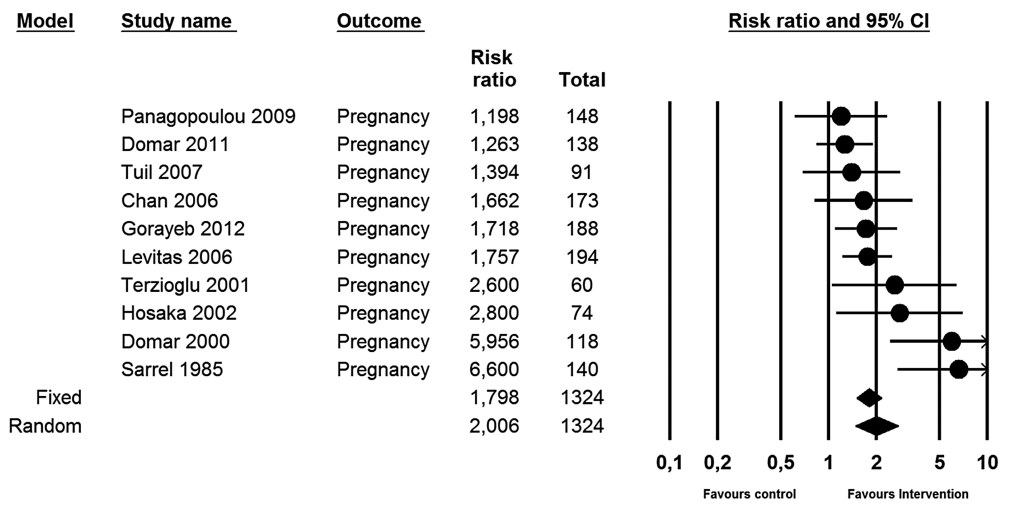 Model Study name Outcome Risk ratio and 95% CI
Risk
ratio Total
Panagopoulou 2009 Pregnancy 1,198 148
Domar 2011 Pregnancy 1,263 138
Tuil 2007 Pregnancy 1,394 91
Chan 2006 Pregnancy 1,662 173
Gorayeb 2012 Pregnancy 1,718 188
Levitas 2006 Pregnancy 1,757 194
Terzioglu 2001 Pregnancy 2,600 60
Hosaka 2002 Pregnancy 2,800 74
Domar 2000 Pregnancy 5,956 118
Sarrel 1985 Pregnancy 6,600 140
Fixed 1,798 1324
Random 2,006 1324
0,1 0,2 0,5 1 2 5 10
Favours control Favours Intervention